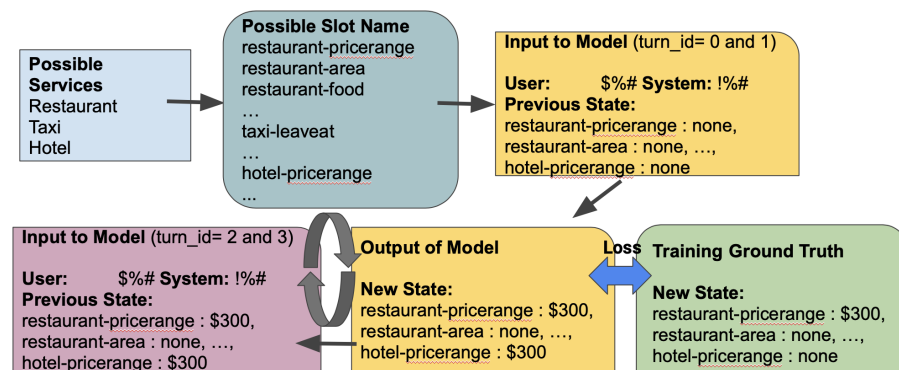 Possible
Services
Restaurant
Taxi
Hotel
Possible Slot Name
restaurant-pricerange
restaurant-area
restaurant-food
…
taxi-leaveat
…
hotel-pricerange
...
Input to Model (turn_id= 0 and 1)
User: $%# System: !%#
Previous State:
restaurant-pricerange : none,
restaurant-area : none, …,
hotel-pricerange : none
Input to Model (turn_id= 2 and 3)
User: $%# System: !%#
Previous State:
restaurant-pricerange : $300,
restaurant-area : none, …,
hotel-pricerange : $300
Output of Model
New State:
restaurant-pricerange : $300,
restaurant-area : none, …,
hotel-pricerange : $300
Loss
Training Ground Truth
New State:
restaurant-pricerange : $300,
restaurant-area : none, …,
hotel-pricerange : none